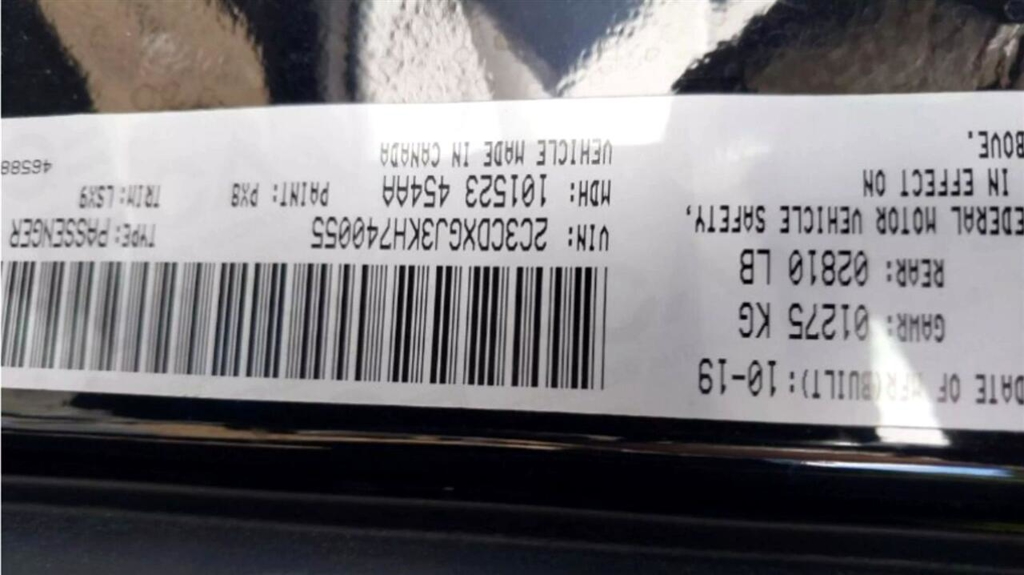 DATE OF MFR(BUILT): 10-19
GAWR: 01275 KG
REAR: 02810 LB
EDERAL MOTOR VEHICLE SAFETY,
IN EFFECT ON
BOVE.
VIN: 2C3CDXGJ3KH740055 TYPE: PASSENGER
MDH: 101523 454AA PAINT: PX8 TRIM: LSX9
VEHICLE MADE IN CANADA 46588